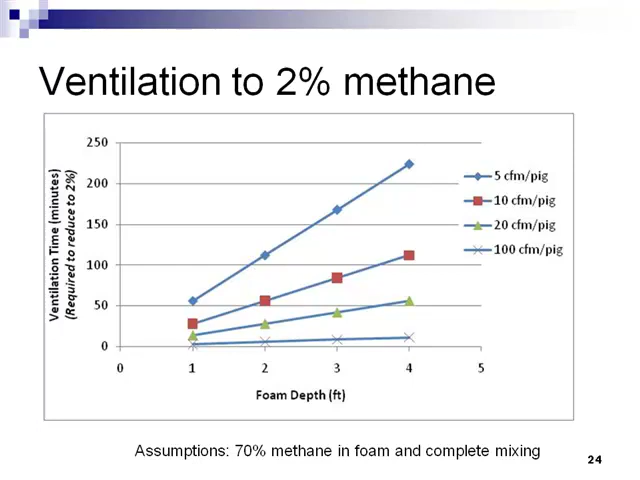 Ventilation to 2% methane
Ventilation Time (minutes)
(Required to reduce to 2%)
250
200
150
100
50
0
0 1 2 3 4 5
Foam Depth (ft)
5 cfm/pig
10 cfm/pig
20 cfm/pig
100 cfm/pig
Assumptions: 70% methane in foam and complete mixing
24